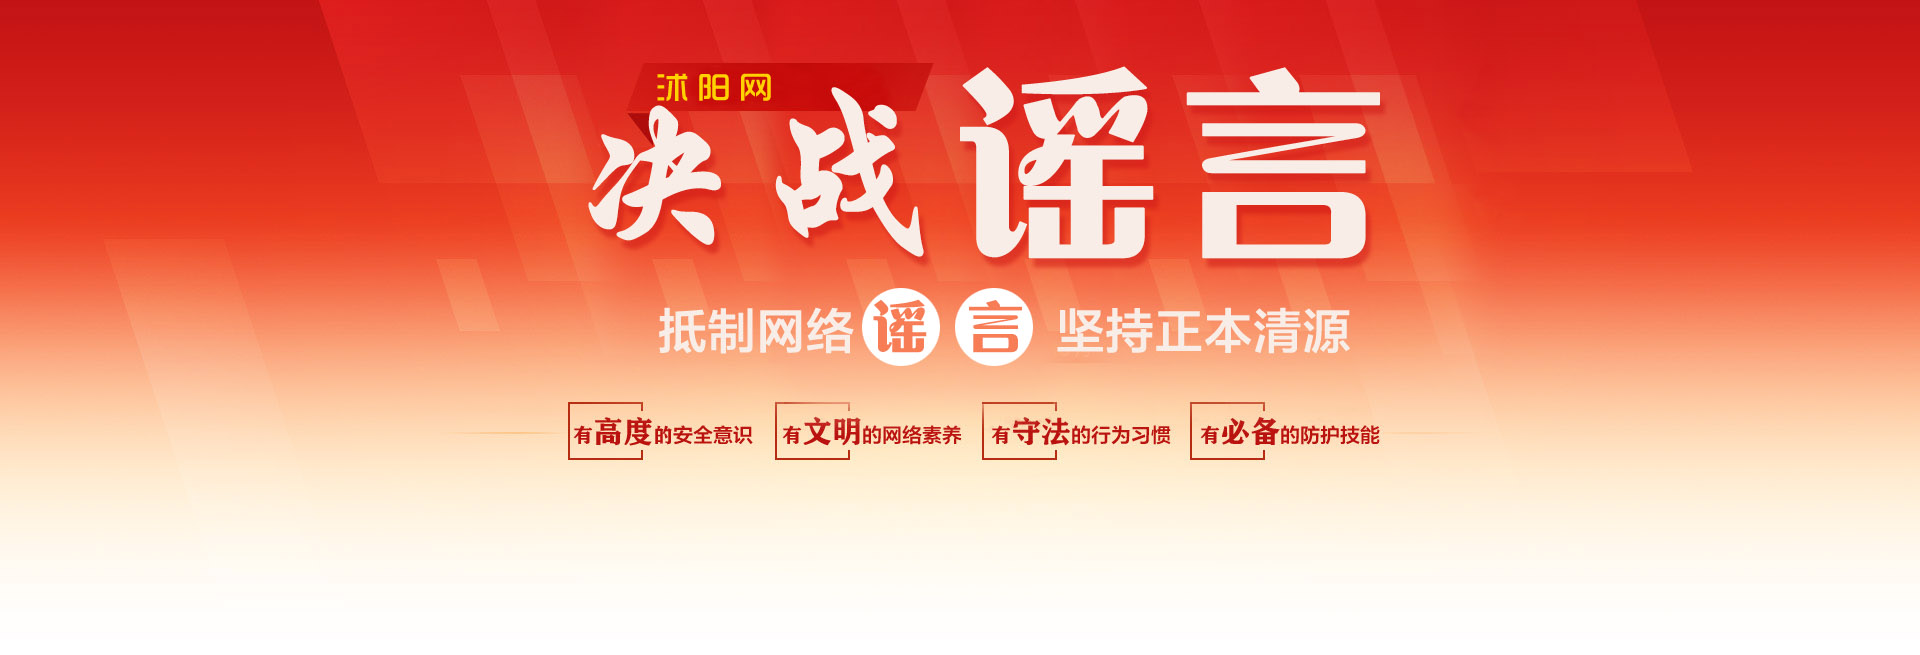 沭阳网
决战谣言
抵制网络谣言 坚持正本清源
有高度的安全意识 有文明的网络素养 有守法的行为习惯 有必备的防护技能